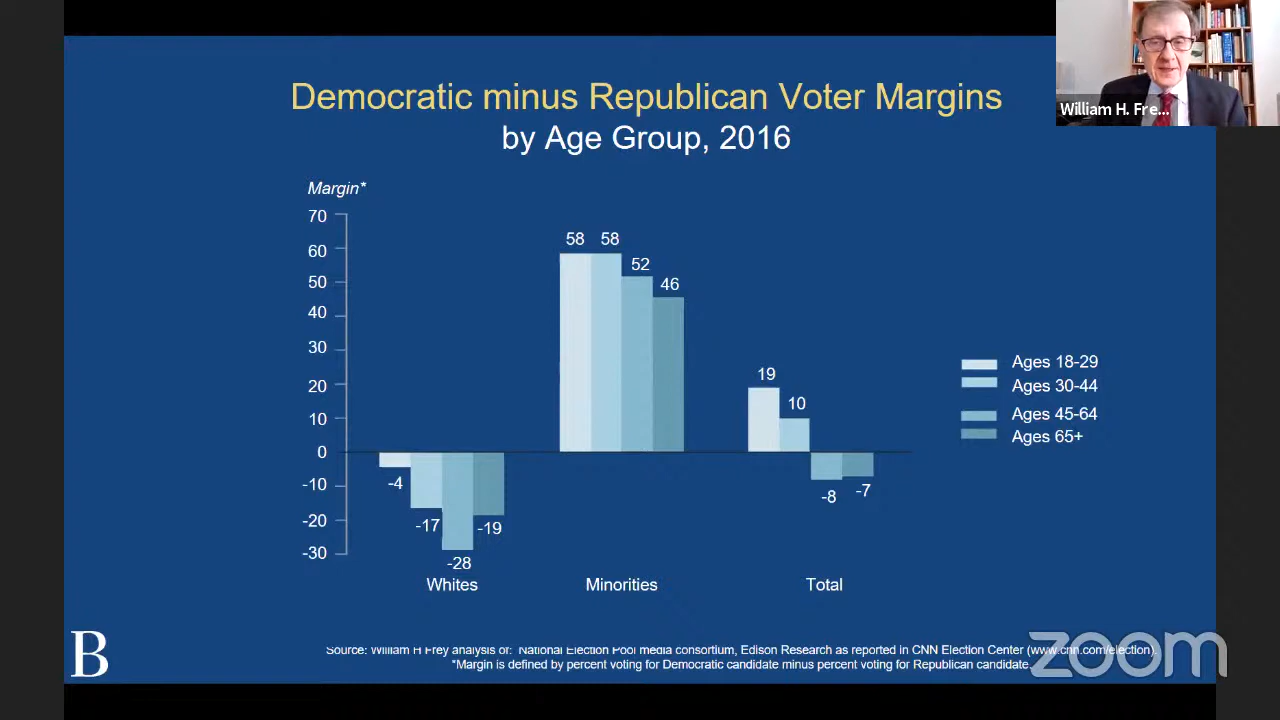 Democratic minus Republican Voter Margins
by Age Group, 2016
William H. Fre...
Margin*
70
60
50
40
30
20
10
0
-10
-20
-30
58 58
52
46
19
10
-4
-17
-28
-19
-8
-7
Whites
Minorities
Total
Ages 18-29
Ages 30-44
Ages 45-64
Ages 65+
B
Source: William H Frey analysis of: National Election Pool media consortium, Edison Research as reported in CNN Election Center (www.cnn.com/election).
*Margin is defined by percent voting for Democratic candidate minus percent voting for Republican candidate.
zoom